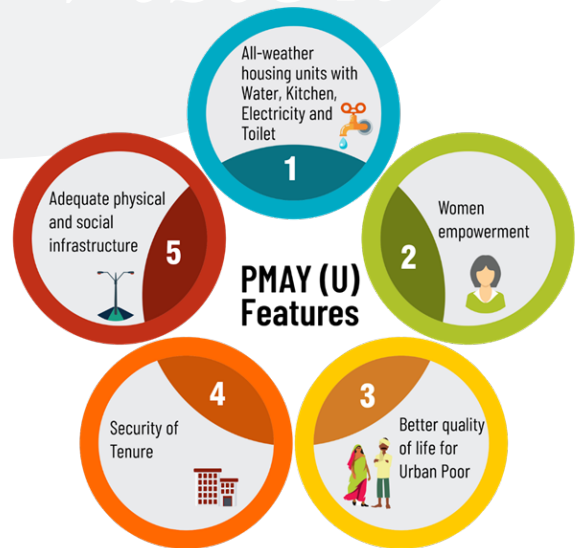 All-weather
housing units with
Water, Kitchen,
Electricity and
Toilet
1
Women
empowerment
2
PMAY (U)
Features
3
Better quality
of life for
Urban Poor
4
Security of
Tenure
Adequate physical
and social
infrastructure
5